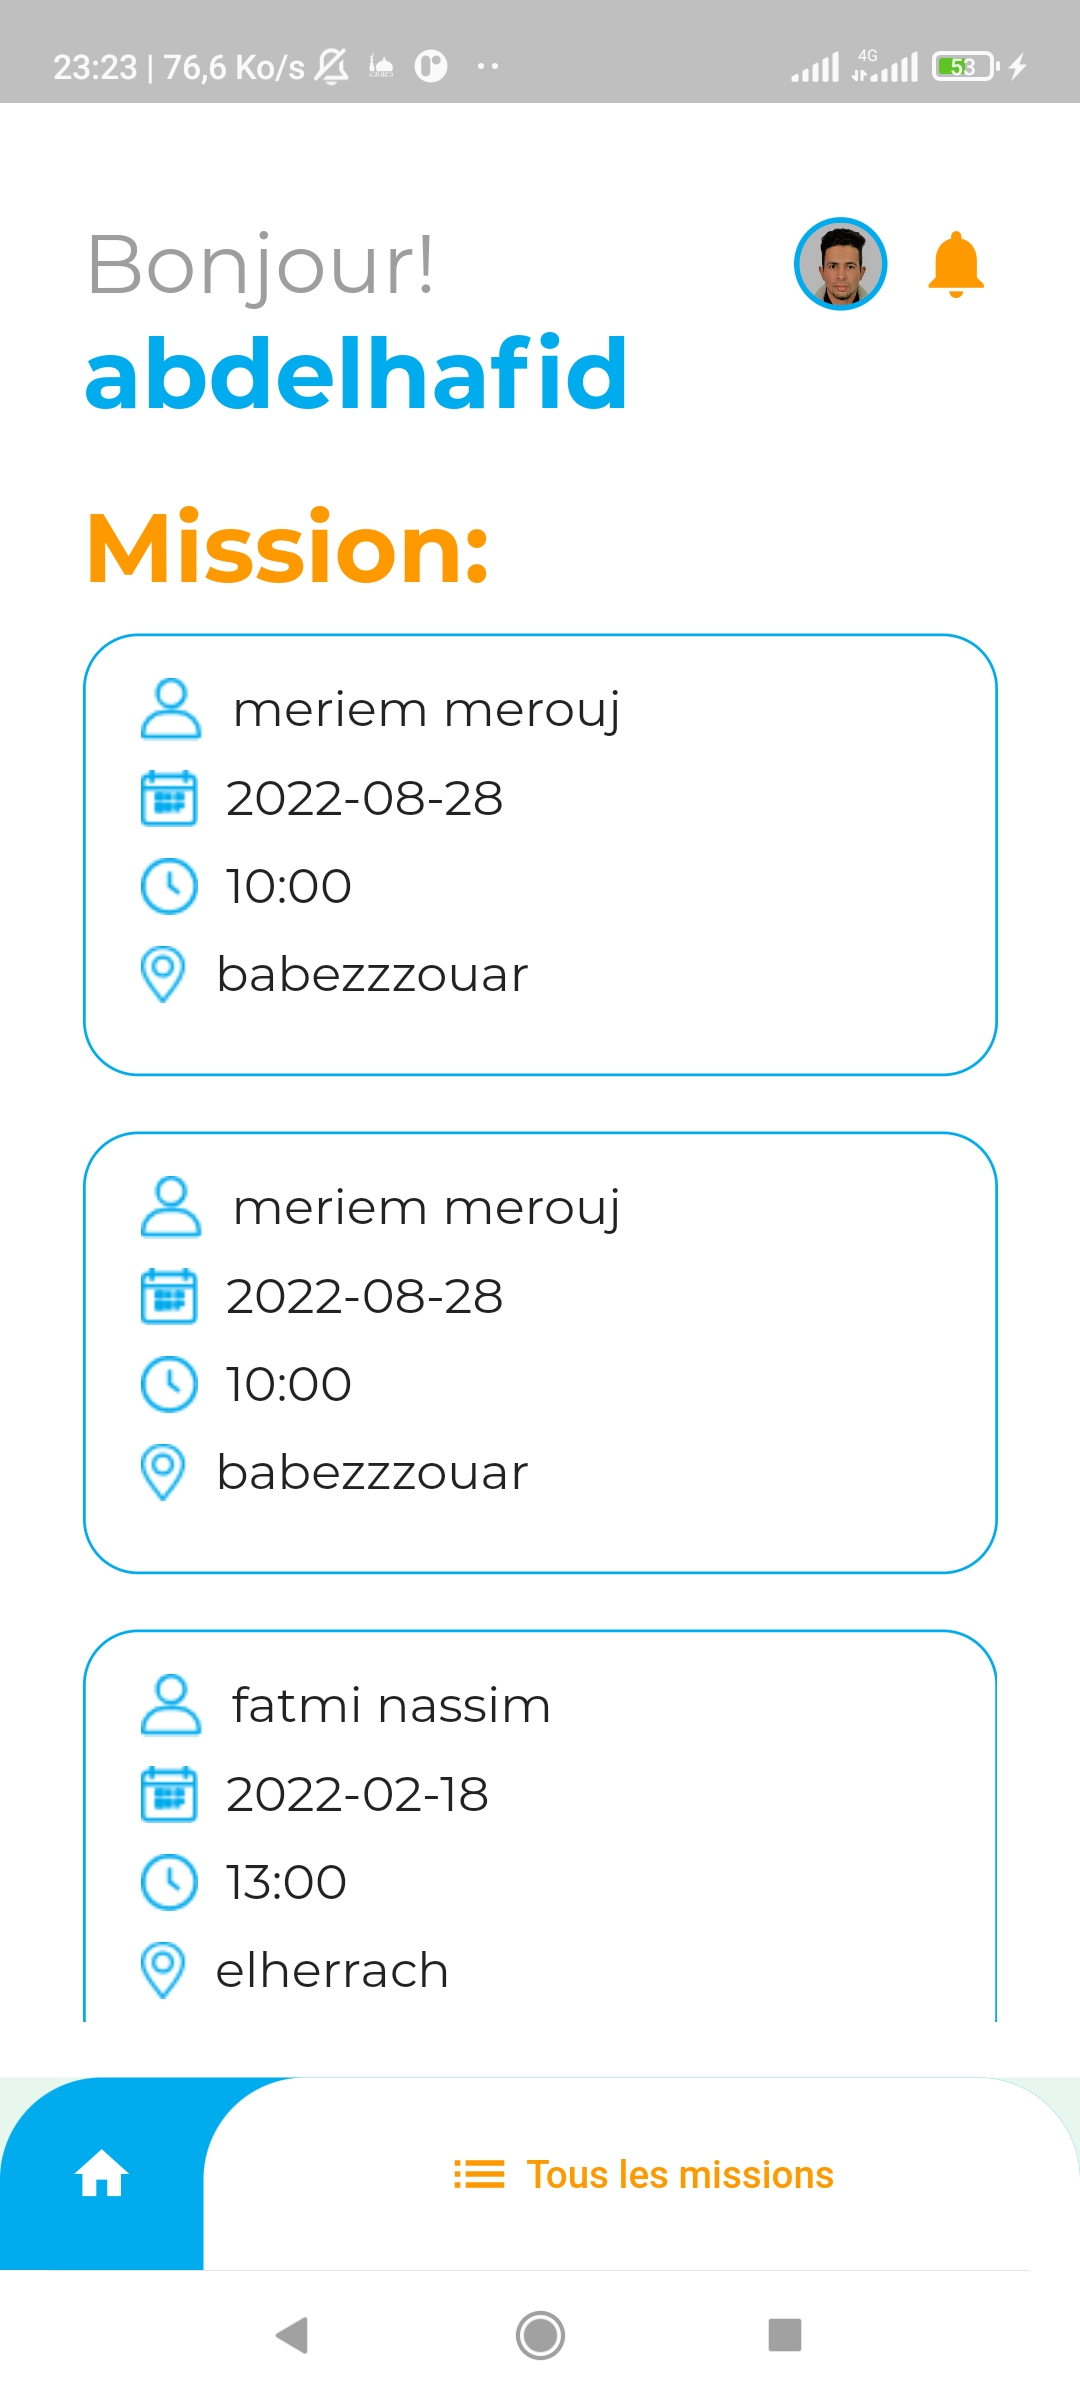 23:23 | 76,6 Ko/s
4G
53
Bonjour!
abdelhafid
Mission:
meriem merouj
2022-08-28
10:00
babezzzouar
meriem merouj
2022-08-28
10:00
babezzzouar
fatmi nassim
2022-02-18
13:00
elherrach
Tous les missions